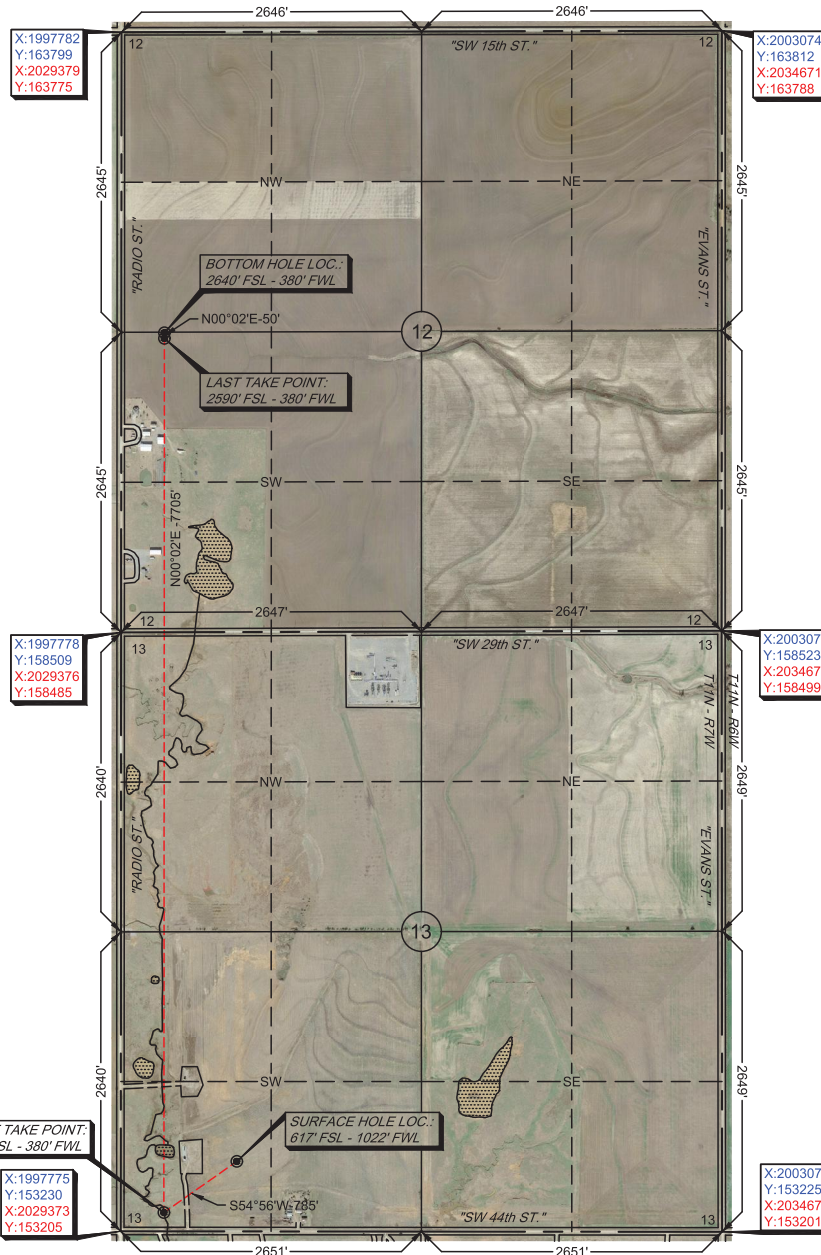 2646'
2646'
X:1997782
Y:163799
X:2029379
Y:163775
12
"SW 15th ST."
12
X:2003074
Y:163812
X:2034671
Y:163788
2645'
2645'
NW
NE
"RADIO ST."
"EVANS ST."
BOTTOM HOLE LOC.:
2640' FSL - 380' FWL
N00°02'E-50'
12
LAST TAKE POINT:
2590' FSL - 380' FWL
2645'
2645'
SW
SE
N00°02'E -7705'
2647'
2647'
12
12
X:1997778
Y:158509
X:2029376
Y:158485
13
"SW 29th ST."
13
X:200307
Y:158523
X:203467
Y:158499
T11N - R7W
T11N - R6W
2640'
2649'
NW
NE
"RADIO ST."
"EVANS ST."
13
2640'
2649'
SW
SE
TAKE POINT:
SL - 380' FWL
SURFACE HOLE LOC.:
617' FSL - 1022' FWL
X:1997775
Y:153230
X:2029373
Y:153205
S54°56'W-785'
13
"SW 44th ST."
13
X:200307
Y:153225
X:203467
Y:153201
2651'
2651'